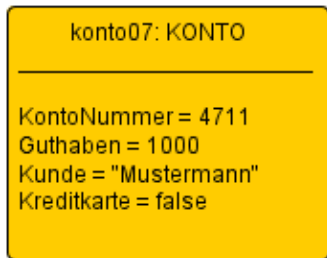 konto07: KONTO
KontoNummer = 4711
Guthaben = 1000
Kunde = "Mustermann"
Kreditkarte = false